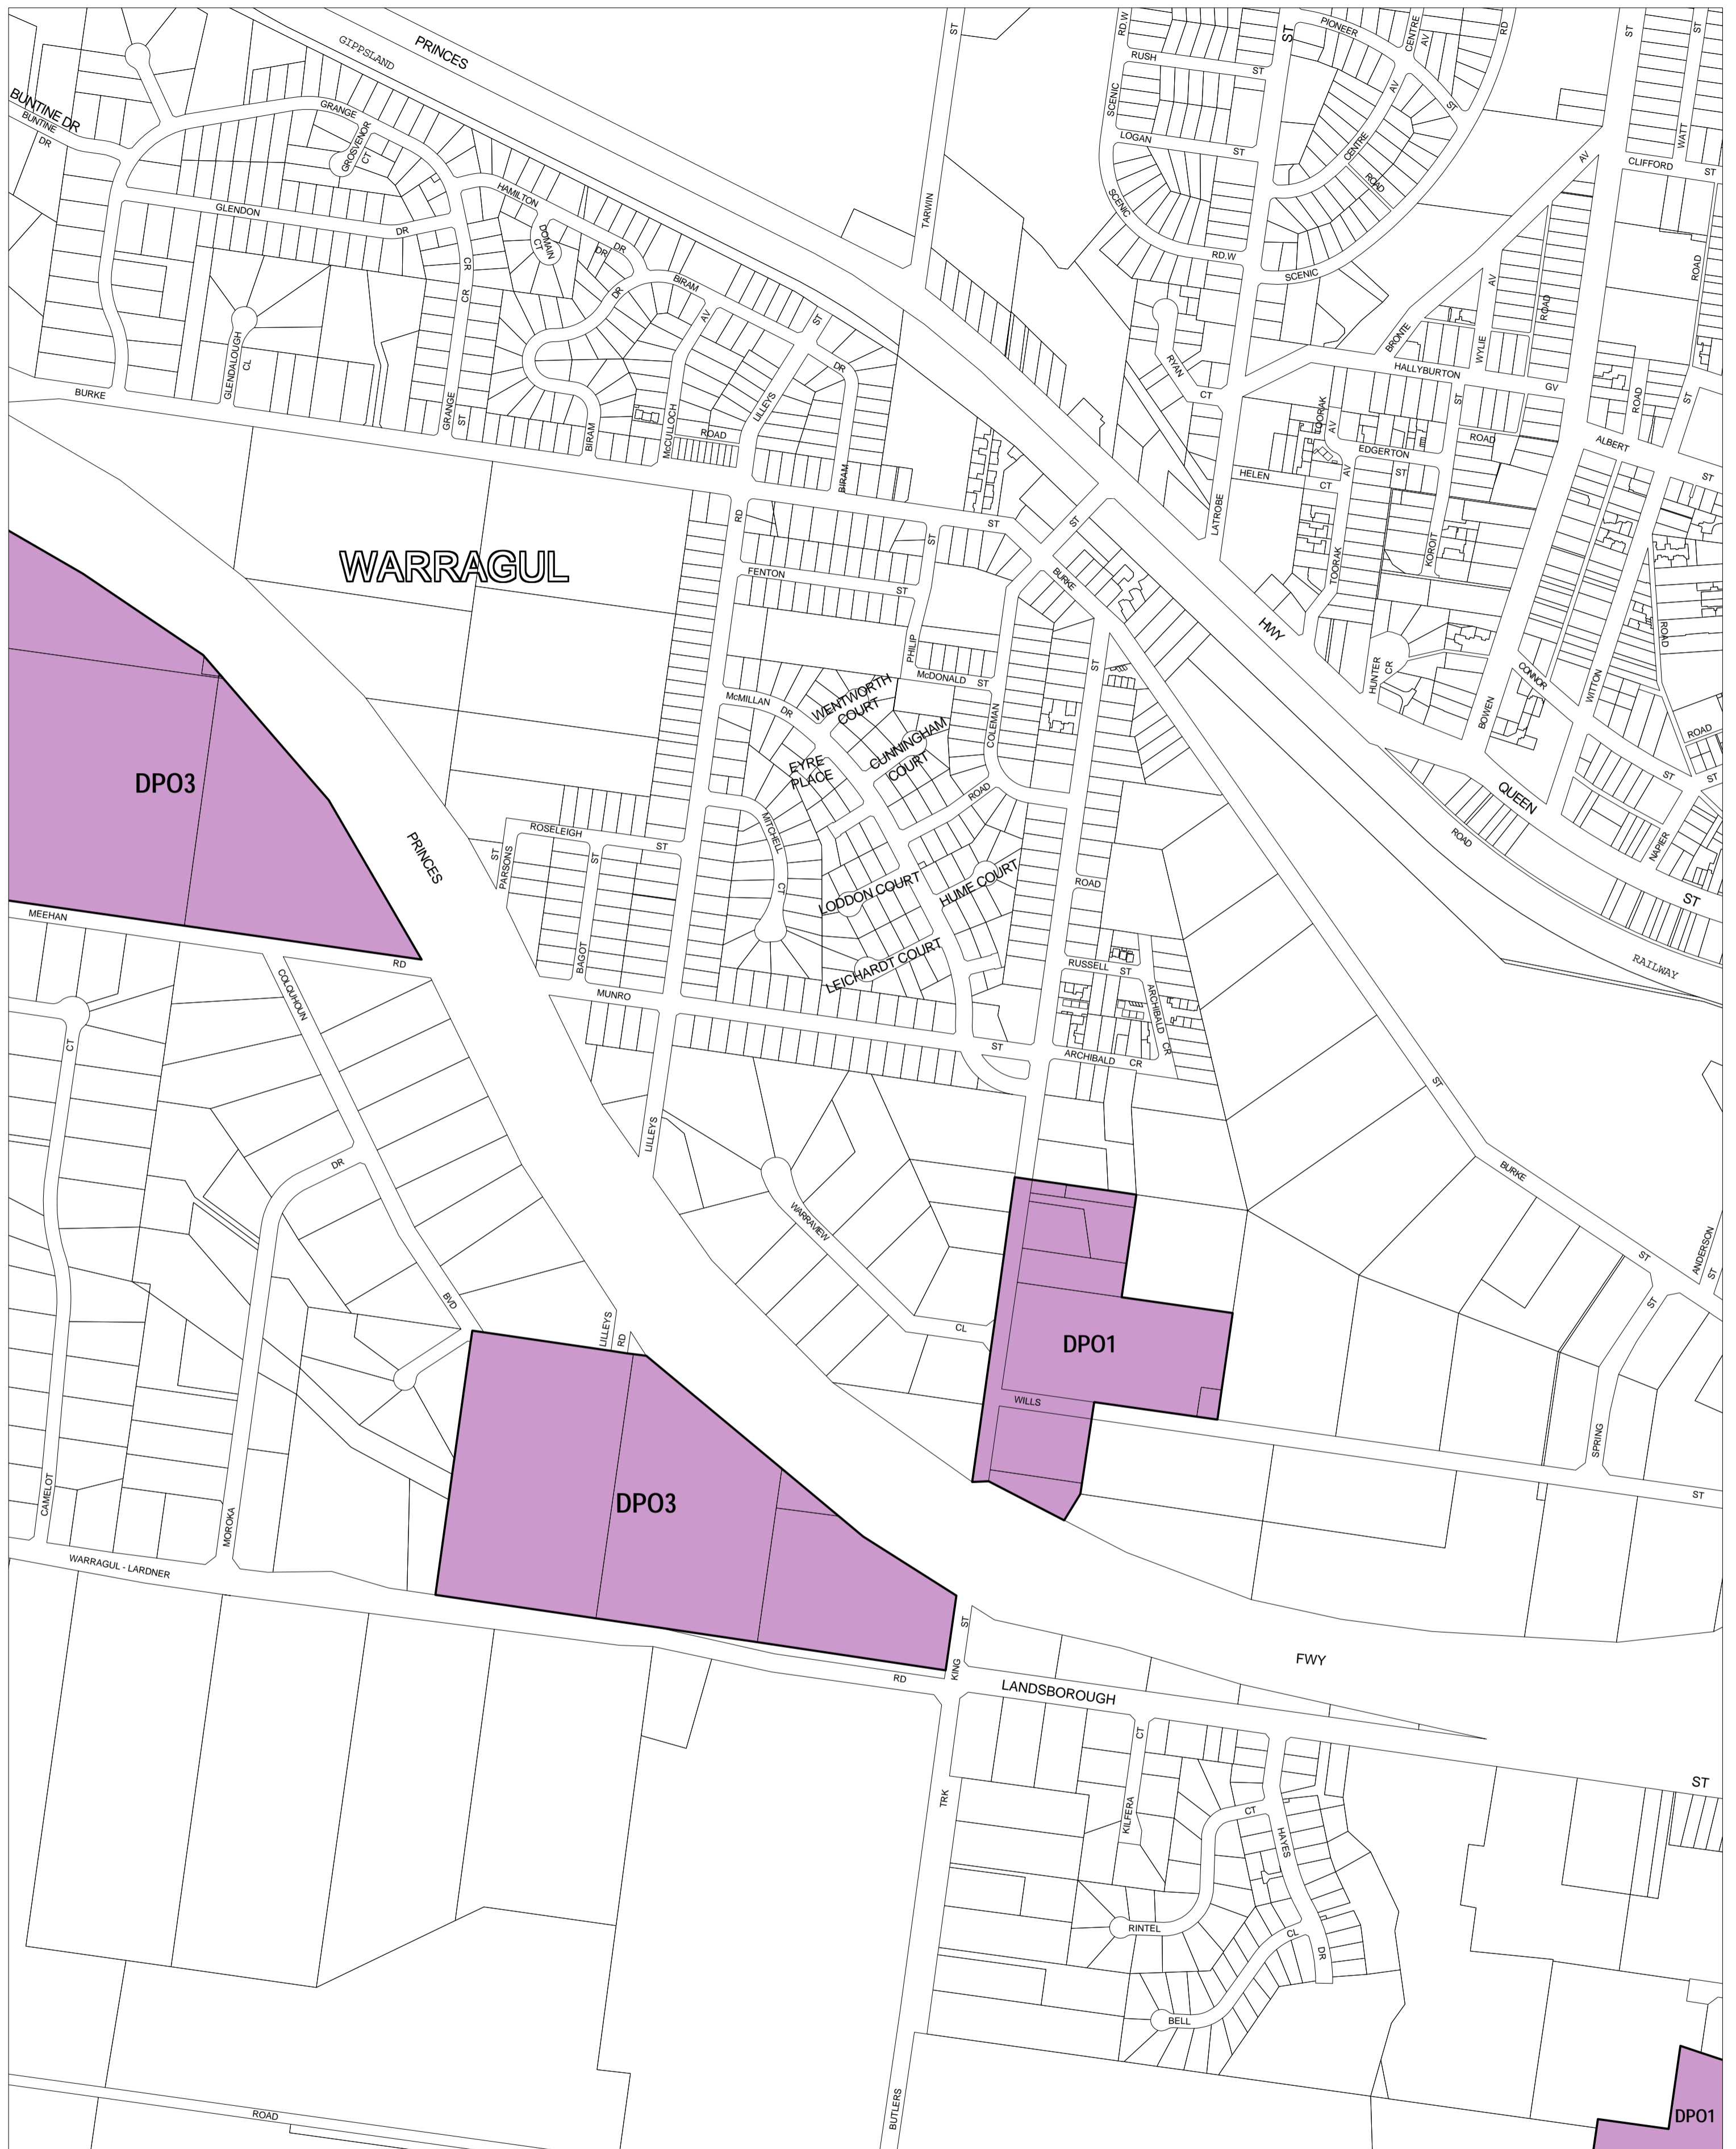 PRINCES
GIPPSLAND
ST
RD.W
RUSH
ST
ST
PIONEER
CENTRE
AV
RD
ST
ST
BUNTINE DR
BUNTINE
DR
GRANGE
GROSVENOR
CT
SCENIC
LOGAN
ST
AV
ST
CENTRE
ROAD
AV
WATT
CLIFFORD
ST
GLENDON
DR
HAMILTON
DR
DOMAIN
CT
DR
TARWIN
SCENIC
RD.W
SCENIC
CR
CR
DR
BIRAM
AV
ST
AV
ROAD
ROAD
GLENDALOUGH
CL
BURKE
GRANGE
ST
BIRAM
McCULLOCH
LILLEYS
ROAD
DR
BIRAM
RYAN
CT
BRONTE
WYLIE
HALLYBURTON
GV
TOORAK
AV
ST
ROAD
EDGERTON
ST
AV
HELEN
CT
ROAD
ST
ALBERT
ST
LATROBE
TOORAK
KOROIT
WARRAGUL
RD
ST
ST
ST
FENTON
ST
BURKE
HWY
PHILIP
McDONALD
ST
ST
HUNTER
CR
ROAD
CONNOR
WITTON
BOWEN
McMILLAN
DR
WENTWORTH
COURT
COLEMAN
CUNNINGHAM
COURT
EYRE
PLACE
ROAD
ROAD
ST
ST
QUEEN
ROAD
NAPIER
DPO3
PRINCES
ROSELEIGH
ST
ST
PARSONS
ST
MITCHELL
CT
LODDON COURT
HUME COURT
ROAD
ST
MEEHAN
RD
BAGOT
LEICHARDT COURT
RUSSELL
ST
RAILWAY
COLQUHOUN
MUNRO
ST
ARCHIBALD
CR
ARCHIBALD
CR
CT
ST
LILLEYS
DR
BURKE
WARRAVIEW
ST
ANDERSON
ST
BVD
LILLEYS
RD
CL
DPO1
ST
WILLS
SPRING
CAMELOT
DPO3
ST
MOROKA
WARRAGUL - LARDNER
ST
KING
RD
FWY
LANDSBOROUGH
CT
ST
TRK
KILFERA
CT
HAYES
RINTEL
CL
DR
BELL
BUTLERS
ROAD
DPO1